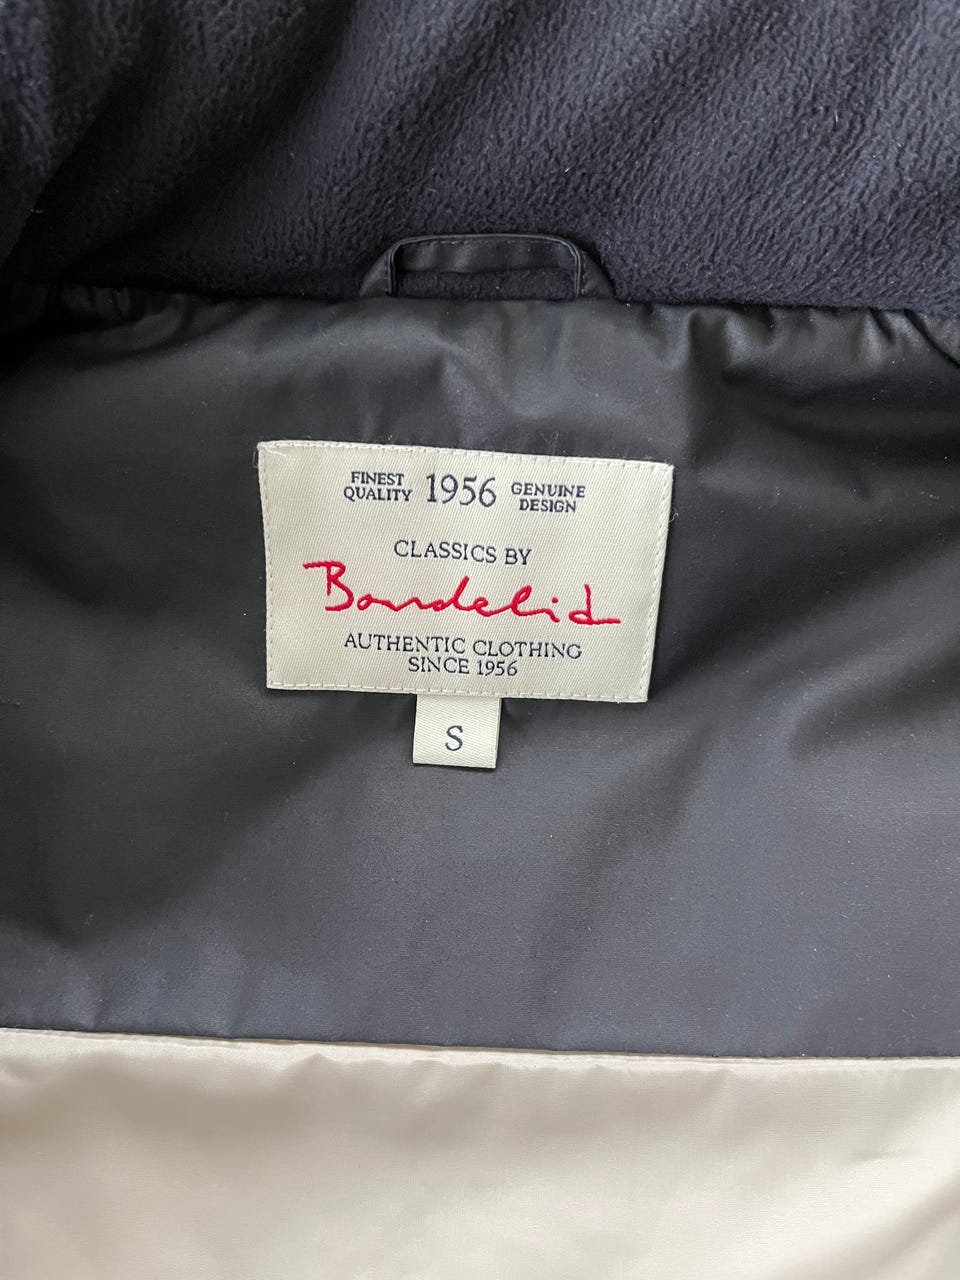 FINEST QUALITY 1956 GENUINE DESIGN
CLASSICS BY
Bondelid
AUTHENTIC CLOTHING
SINCE 1956
S